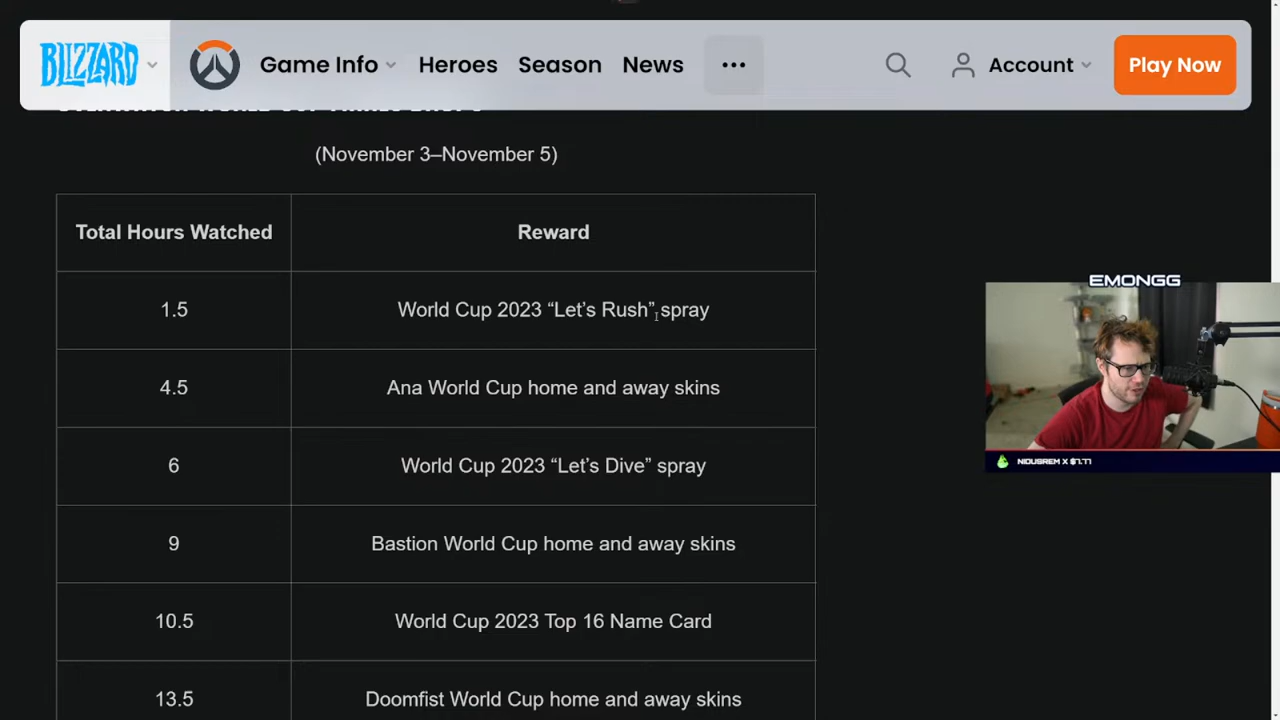 BLIZZARD
Game Info
Heroes
Season
News
Account
Play Now
(November 3–November 5)
Total Hours Watched
Reward
1.5
World Cup 2023 “Let’s Rush” spray
4.5
Ana World Cup home and away skins
6
World Cup 2023 “Let’s Dive” spray
9
Bastion World Cup home and away skins
10.5
World Cup 2023 Top 16 Name Card
13.5
Doomfist World Cup home and away skins
EMONGG
NIDUSREM X $7.77